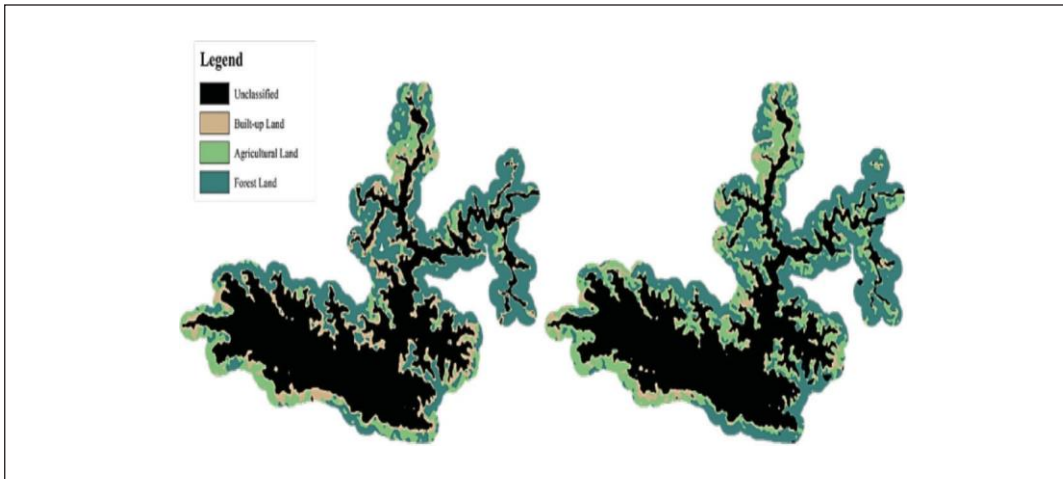 Legend
Unclassified
Built-up Land
Agricultural Land
Forest Land